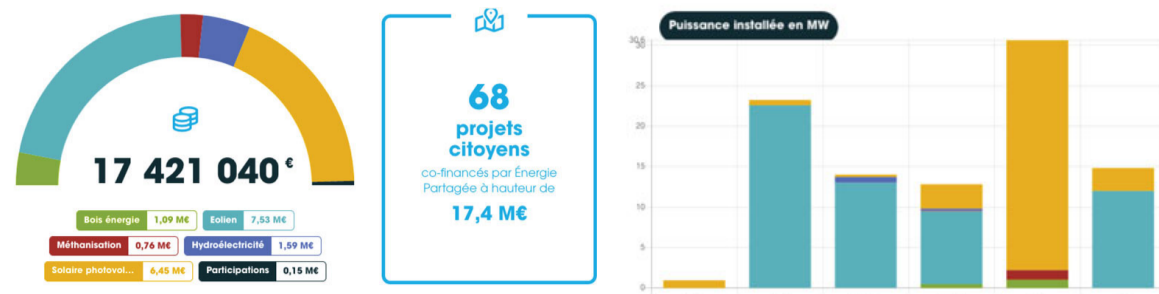 17 421 040 €
Bois énergie 1,09 M€ Eolien 7,53 M€
Méthanisation 0,76 M€ Hydroélectricité 1,59 M€
Solaire photovol... 6,45 M€ Participations 0,15 M€
68
projets
citoyens
co-financés par Énergie
Partagée à hauteur de
17,4 M€
Puissance installée en MW
30
25
20
15
10
5
0